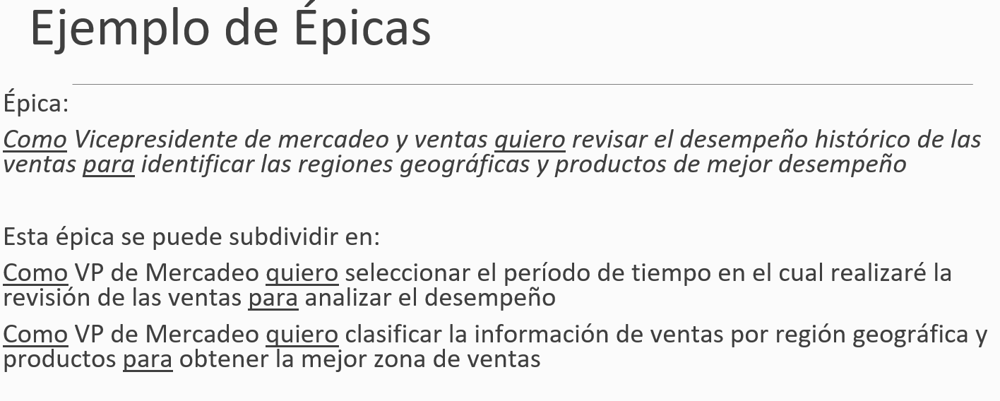 Ejemplo de Épicas
Épica:
Como Vicepresidente de mercadeo y ventas quiero revisar el desempeño histórico de las
ventas para identificar las regiones geográficas y productos de mejor desempeño
Esta épica se puede subdividir en:
Como VP de Mercadeo quiero seleccionar el período de tiempo en el cual realizaré la
revisión de las ventas para analizar el desempeño
Como VP de Mercadeo quiero clasificar la información de ventas por región geográfica y
productos para obtener la mejor zona de ventas